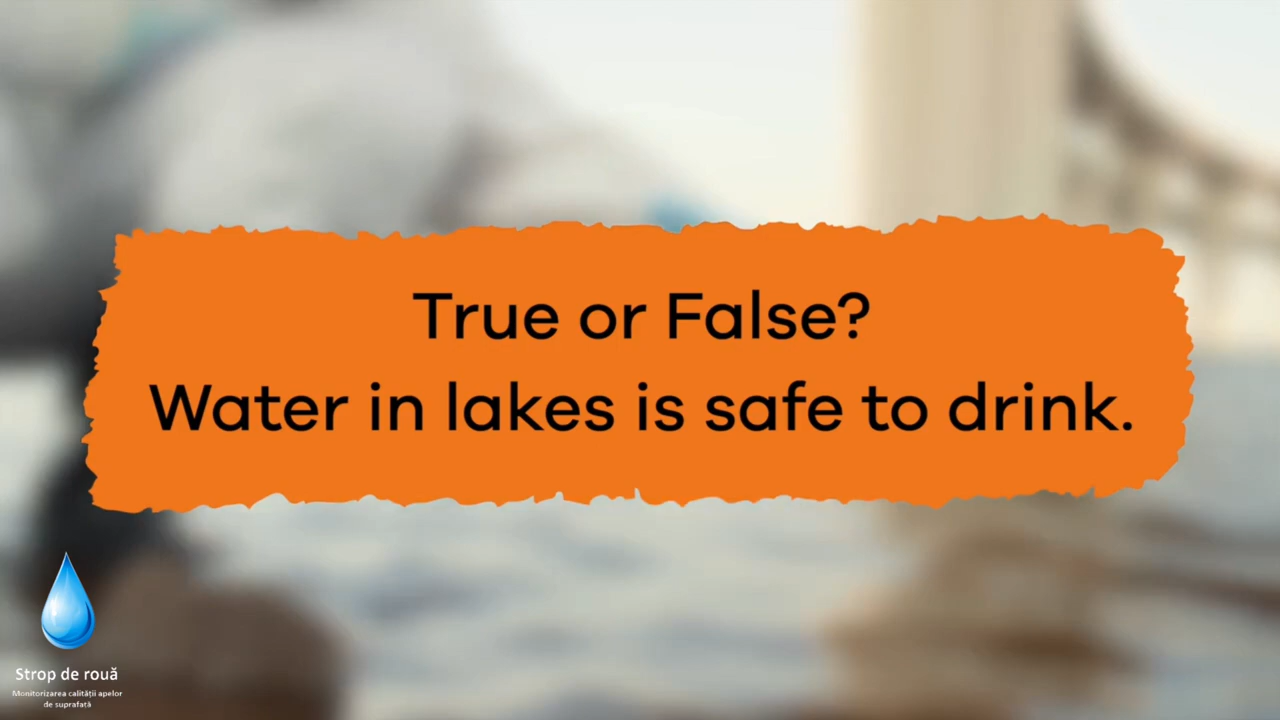 True or False?
Water in lakes is safe to drink.
Strop de rouă
Monitorizarea calității apelor
de suprafață